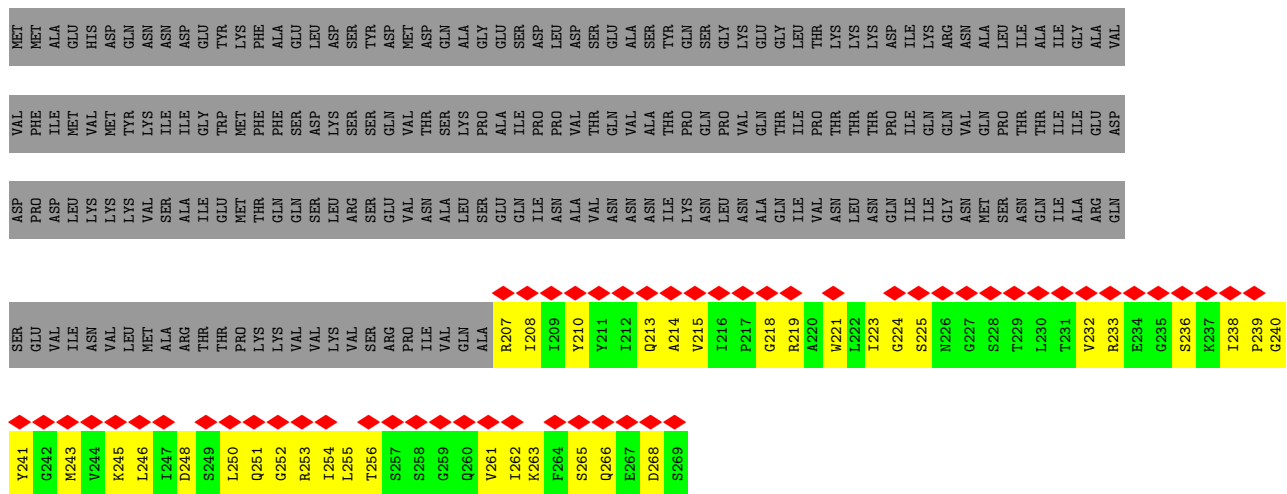 MET MET ALA GLU HIS ASP GLN ASN ASN ASP GLU TYR LYS PHE ALA GLU LEU ASP SER TYR ASP MET ASP GLN ALA GLY GLU SER ASP LEU ASP SER GLU ALA SER TYR GLN SER GLY LYS GLU GLY LEU THR LYS LYS LYS ASP ILE LYS ARG ASN ALA LEU ILE ALA ILE GLY ALA VAL
VAL PHE ILE MET VAL MET TYR LYS ILE ILE GLY TRP MET PHE PHE SER ASP LYS SER SER GLN VAL THR SER LYS PRO ALA ILE PRO PRO VAL THR GLN VAL ALA THR PRO GLN PRO VAL GLN THR ILE PRO THR THR THR PRO ILE GLN GLN VAL GLN PRO THR THR ILE ILE GLU ASP
ASP PRO ASP LEU LYS LYS LYS VAL SER ALA ILE GLU MET THR GLN GLN SER LEU ARG SER GLU VAL ASN ALA LEU SER GLU GLN ILE ASN ALA VAL ASN ASN ASN ILE LYS ASN LEU ASN ALA GLN ILE VAL ASN LEU ASN GLN ILE ILE GLY ASN MET SER ASN GLN ILE ALA ARG GLN
SER GLU VAL ILE ASN VAL LEU MET ALA ARG THR THR PRO LYS LYS VAL VAL LYS VAL SER ARG PRO ILE VAL GLN ALA R207 I208 I209 Y210 Y211 I212 Q213 A214 V215 I216 P217 G218 R219 A220 W221 L222 I223 G224 S225 N226 G227 S228 T229 L230 T231 V232 R233 E234 G235 S236 K237 I238 P239 G240
Y241 G242 M243 V244 K245 L246 I247 D248 S249 L250 Q251 G252 R253 I254 L255 T256 S257 S258 G259 Q260 V261 I262 K263 F264 S265 Q266 E267 D268 S269